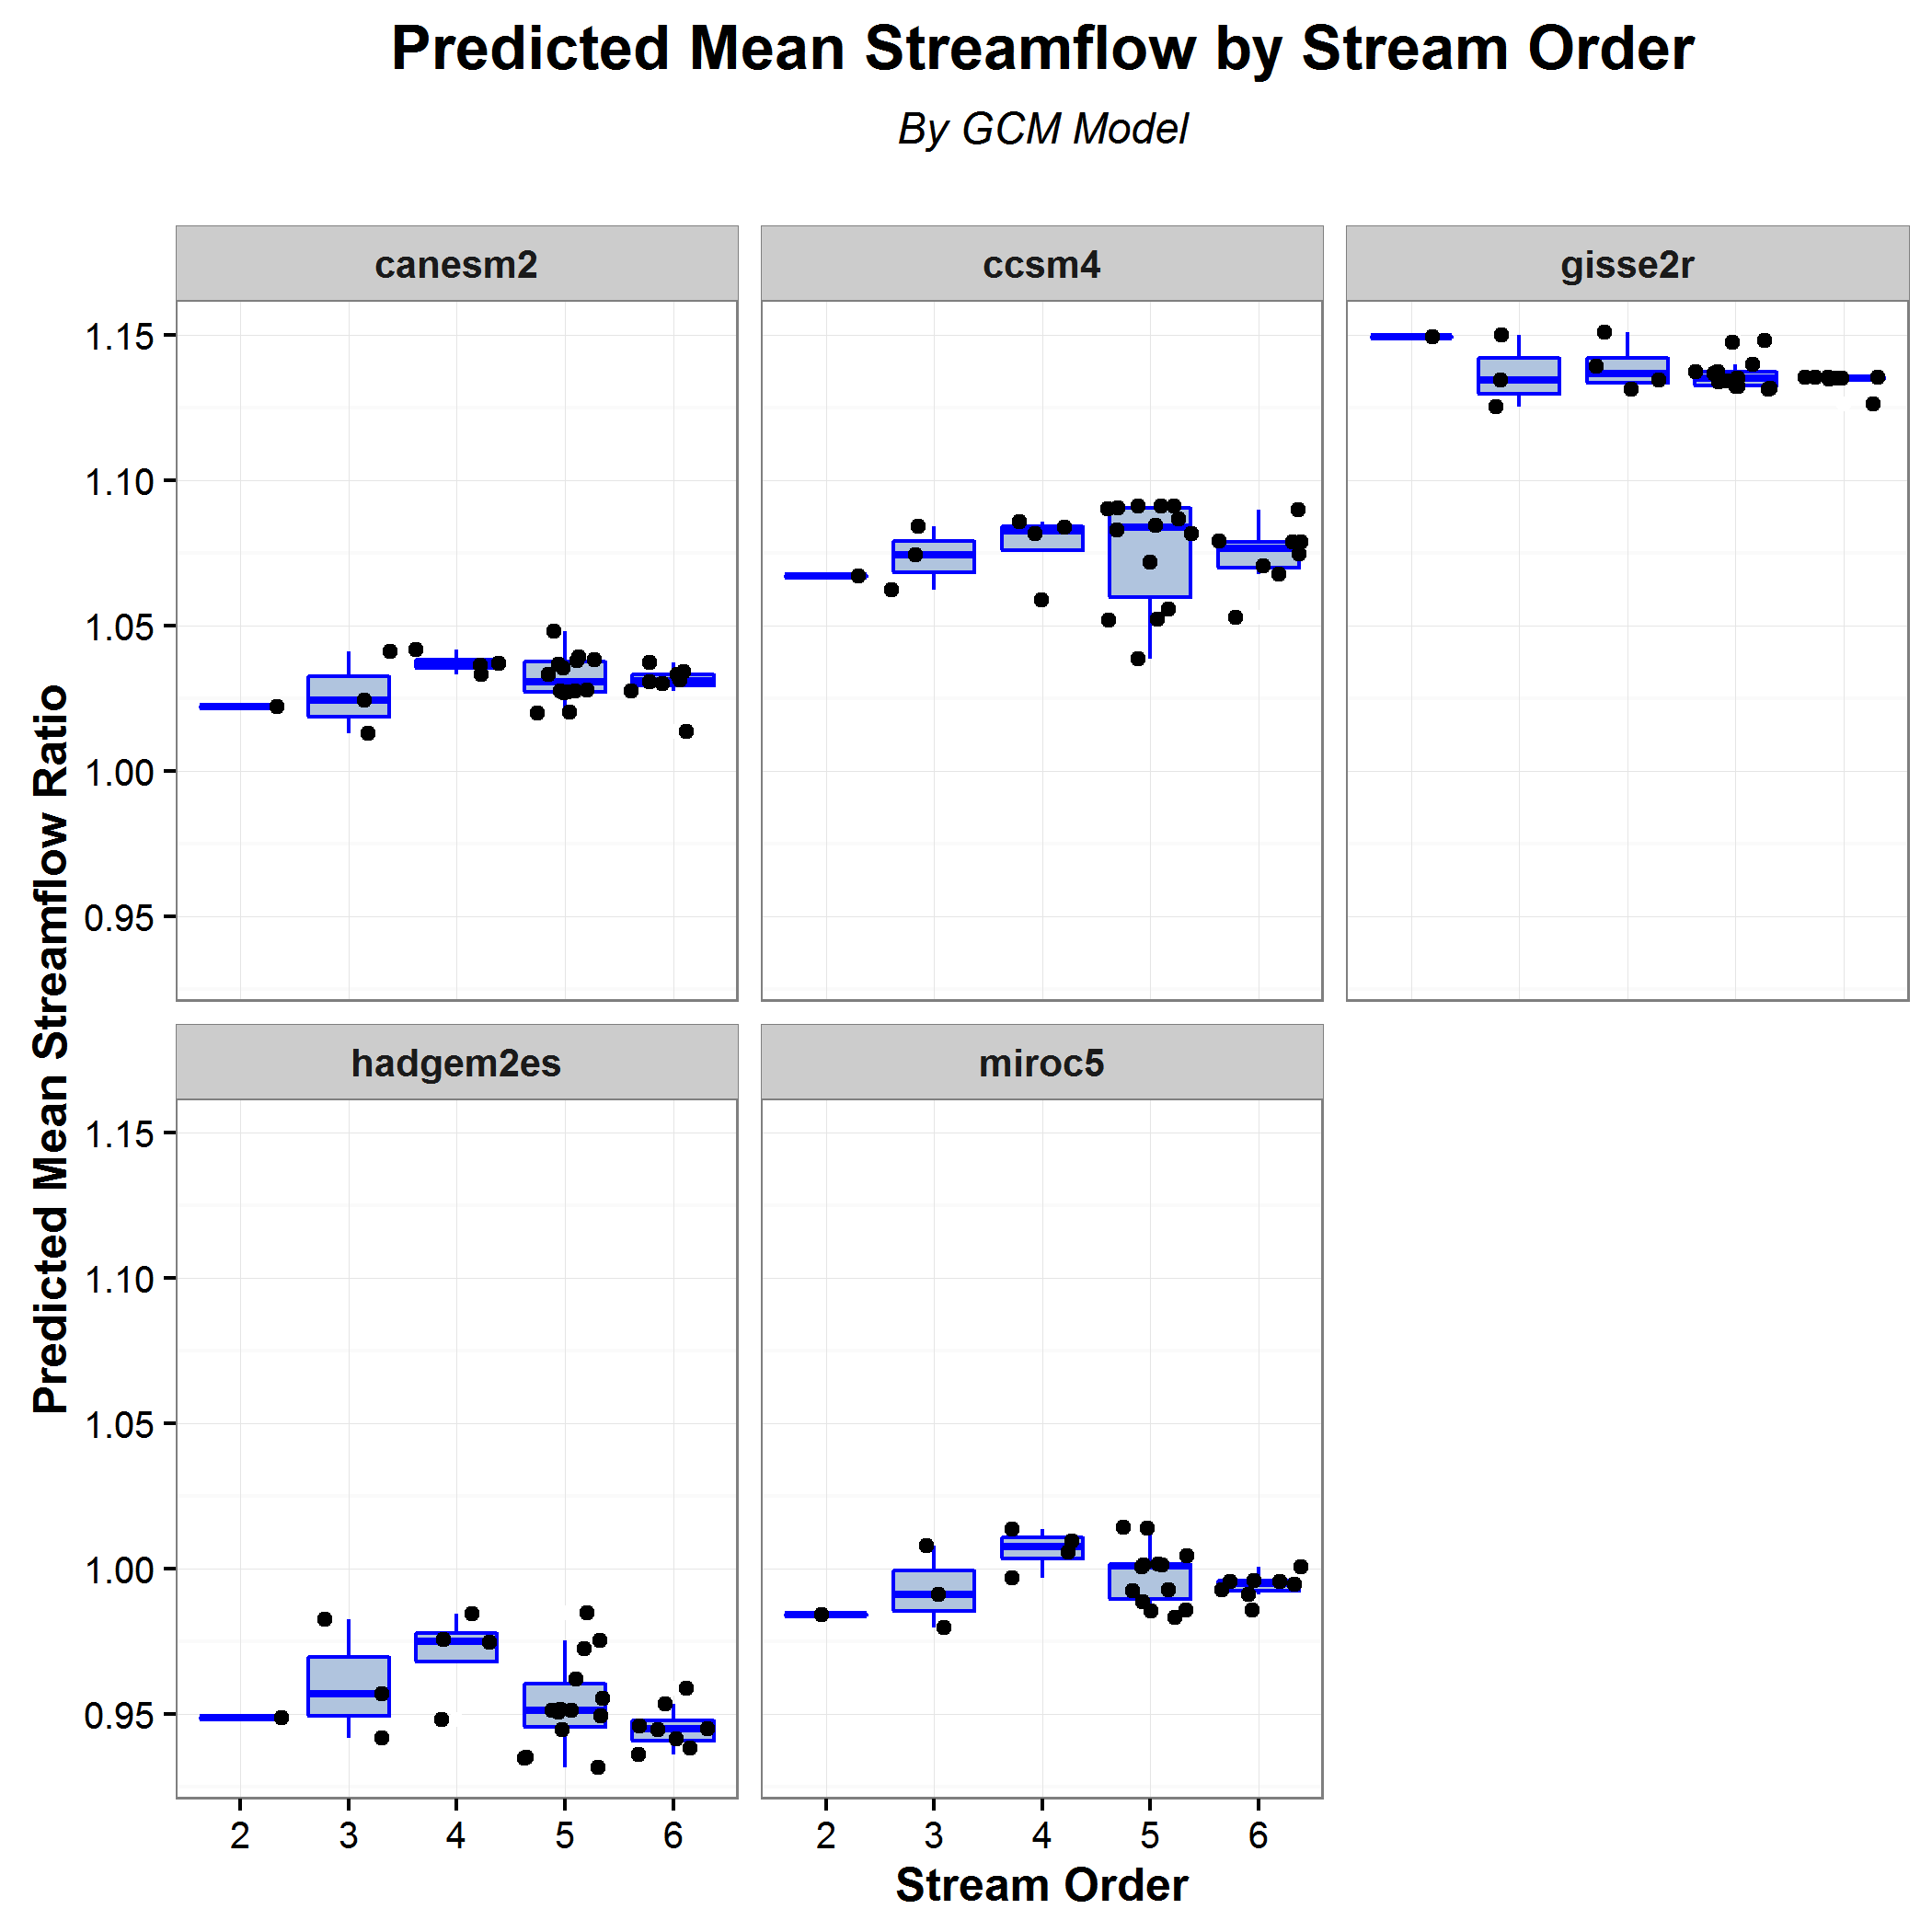 Predicted Mean Streamflow by Stream Order
By GCM Model
canesm2
ccsm4
gisse2r
1.15
1.10
1.05
1.00
0.95
Predicted Mean Streamflow Ratio
hadgem2es
miroc5
1.15
1.10
1.05
1.00
0.95
2 3 4 5 6
2 3 4 5 6
Stream Order